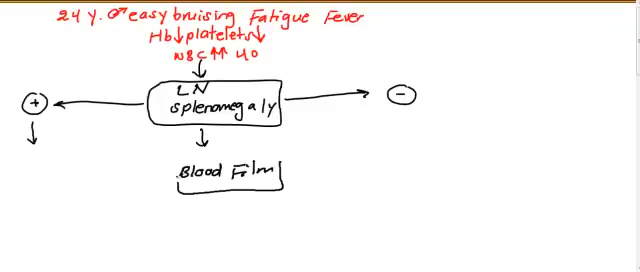 24 y. ♂ easy bruising Fatigue Fever
Hb↓ platelets↓
WBC ↑↑ 40
LN
splenomegaly
+
-
Blood Film